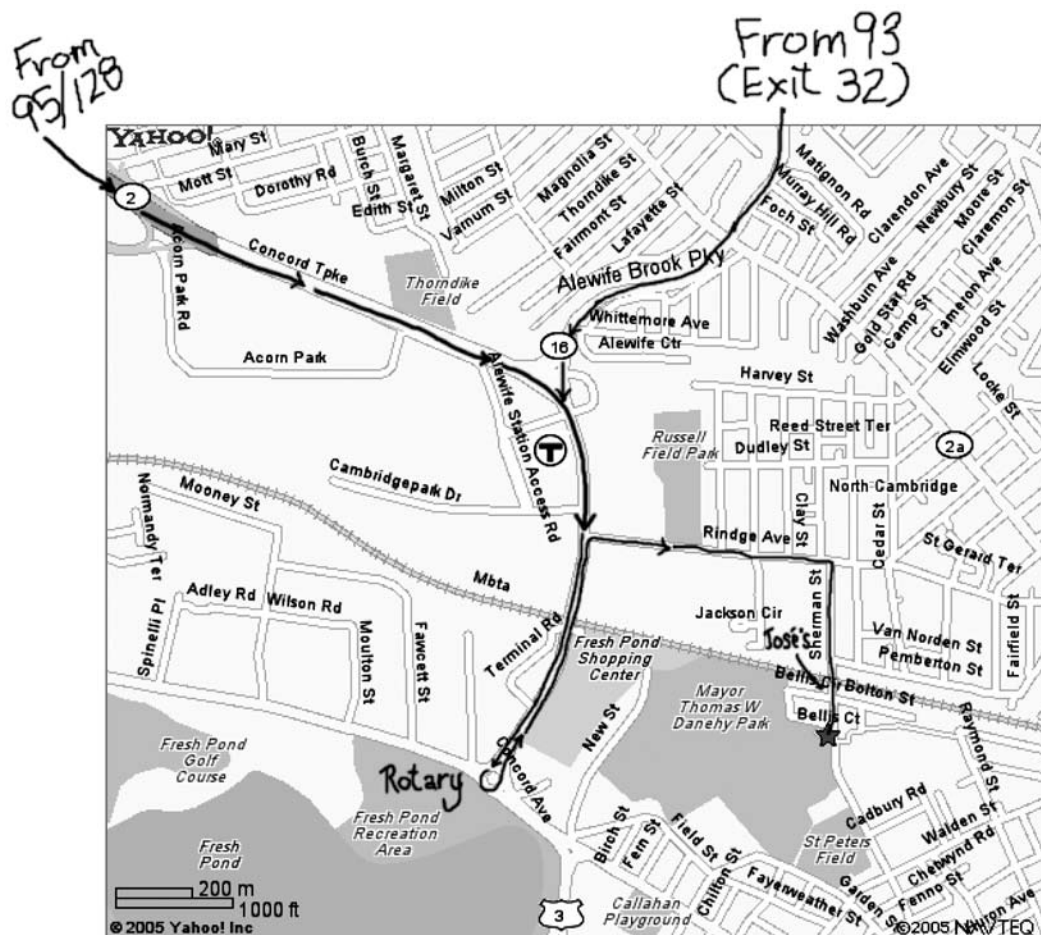 From
95/128
From 93
(Exit 32)
YAHOO!
Mary St
Mott St
Dorothy Rd
Burch St
Edith St
Margaret St
Milton St
Varnum St
Magnolia St
Thorndike St
Fairmont St
Lafayette St
Matignon Rd
Murray Hill Rd
Foch St
Clarendon Ave
Newbury St
Moore St
Claremon St
2
Acorn Park Rd
Concord Tpke
Thorndike
Field
Alewife Brook Pky
Washburn Ave
Gold Star Rd
Camp St
Cameron Ave
Elmwood St
Whittemore Ave
16
Alewife Ctr
Acorn Park
Alewife Station Access Rd
Harvey St
Locke St
Reed Street Ter
Russell
Field Park
Dudley St
2a
T
Cambridgepark Dr
North Cambridge
Mooney St
Normandy Ter
Clay St
Cedar St
Rindge Ave
St Gerard Ter
Mbta
Adley Rd
Wilson Rd
Spinelli Pl
Moulton St
Fawcett St
Terminal Rd
Jackson Cir
Sherman St
Fairfield St
José's
Van Norden St
Pemberton St
Fresh Pond
Shopping
Center
Mayor
Thomas W
Danehy Park
Bellis Cir
Bolton St
Bellis Ct
New St
Raymond St
Fresh Pond
Golf
Course
Rotary
Concord Ave
Fresh Pond
Recreation
Area
Cadbury Rd
Walden St
Birch St
Fern St
Field St
St Peters
Field
Chetwynd Rd
Fenno St
Fresh
Pond
Chilton St
Fayerweather St
Garden St
Huron Ave
200 m
1000 ft
3
Callahan
Playground
©2005 Yahoo! Inc
©2005 NAVTEQ